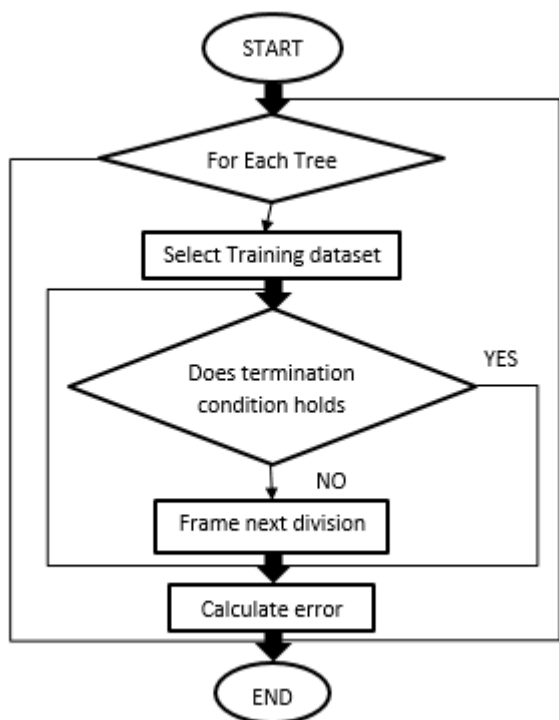 START
For Each Tree
Select Training dataset
Does termination
condition holds
YES
NO
Frame next division
Calculate error
END